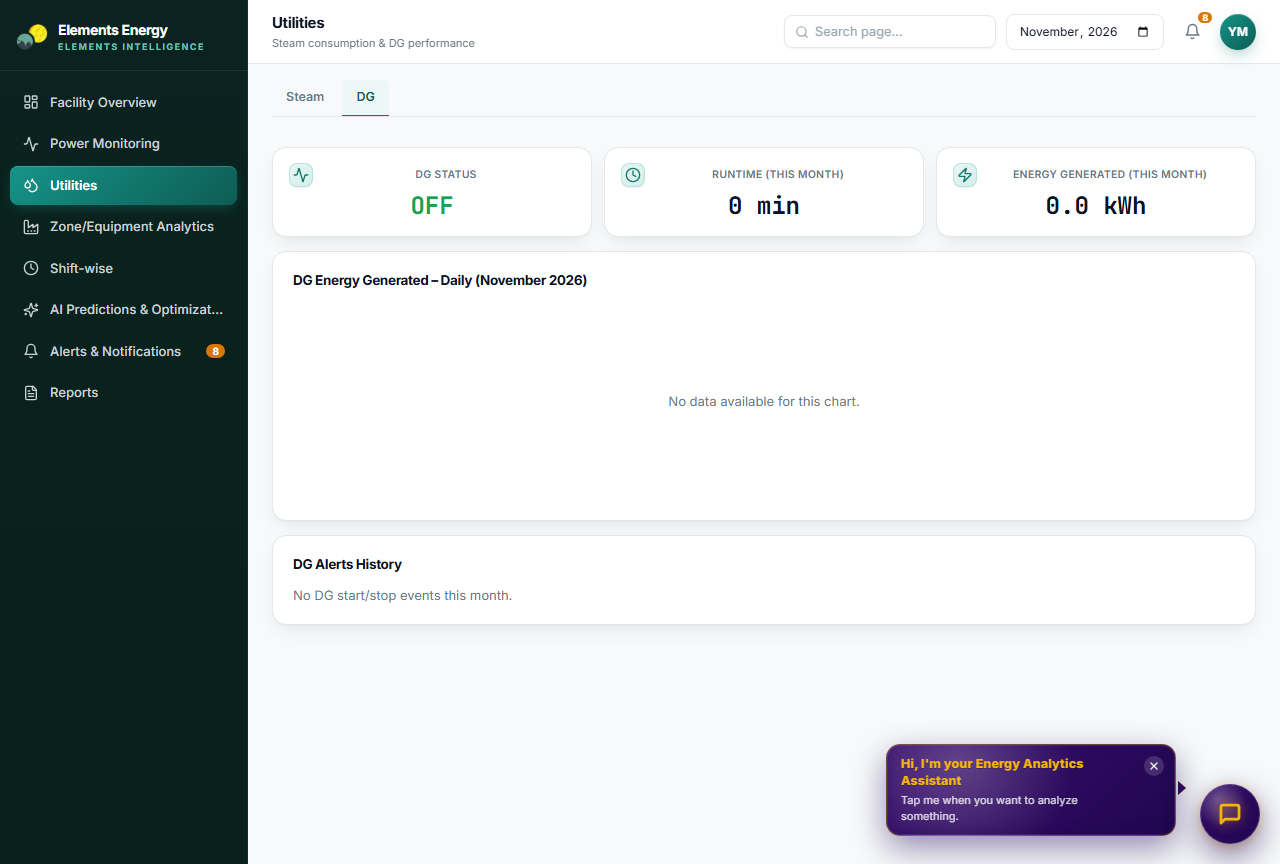 Elements Energy
ELEMENTS INTELLIGENCE
Facility Overview
Power Monitoring
Utilities
Zone/Equipment Analytics
Shift-wise
AI Predictions & Optimizat...
Alerts & Notifications
8
Reports
Utilities
Steam consumption & DG performance
Search page...
November, 2026
8
YM
Steam
DG
DG STATUS
OFF
RUNTIME (THIS MONTH)
0 min
ENERGY GENERATED (THIS MONTH)
0.0 kWh
DG Energy Generated – Daily (November 2026)
No data available for this chart.
DG Alerts History
No DG start/stop events this month.
Hi, I'm your Energy Analytics
Assistant
Tap me when you want to analyze
something.